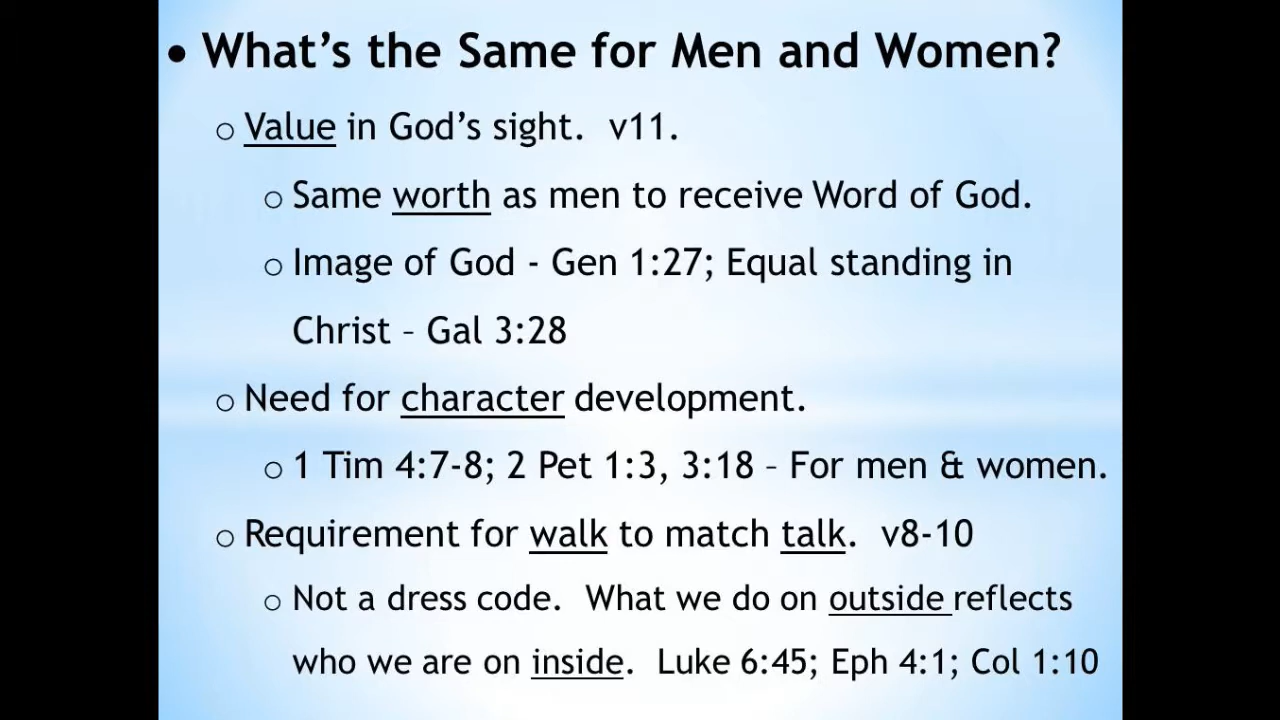 • What's the Same for Men and Women?
o Value in God's sight.  v11.
o Same worth as men to receive Word of God.
o Image of God - Gen 1:27; Equal standing in
Christ – Gal 3:28
o Need for character development.
o 1 Tim 4:7-8; 2 Pet 1:3, 3:18 – For men & women.
o Requirement for walk to match talk.  v8-10
o Not a dress code.  What we do on outside reflects
who we are on inside.  Luke 6:45; Eph 4:1; Col 1:10